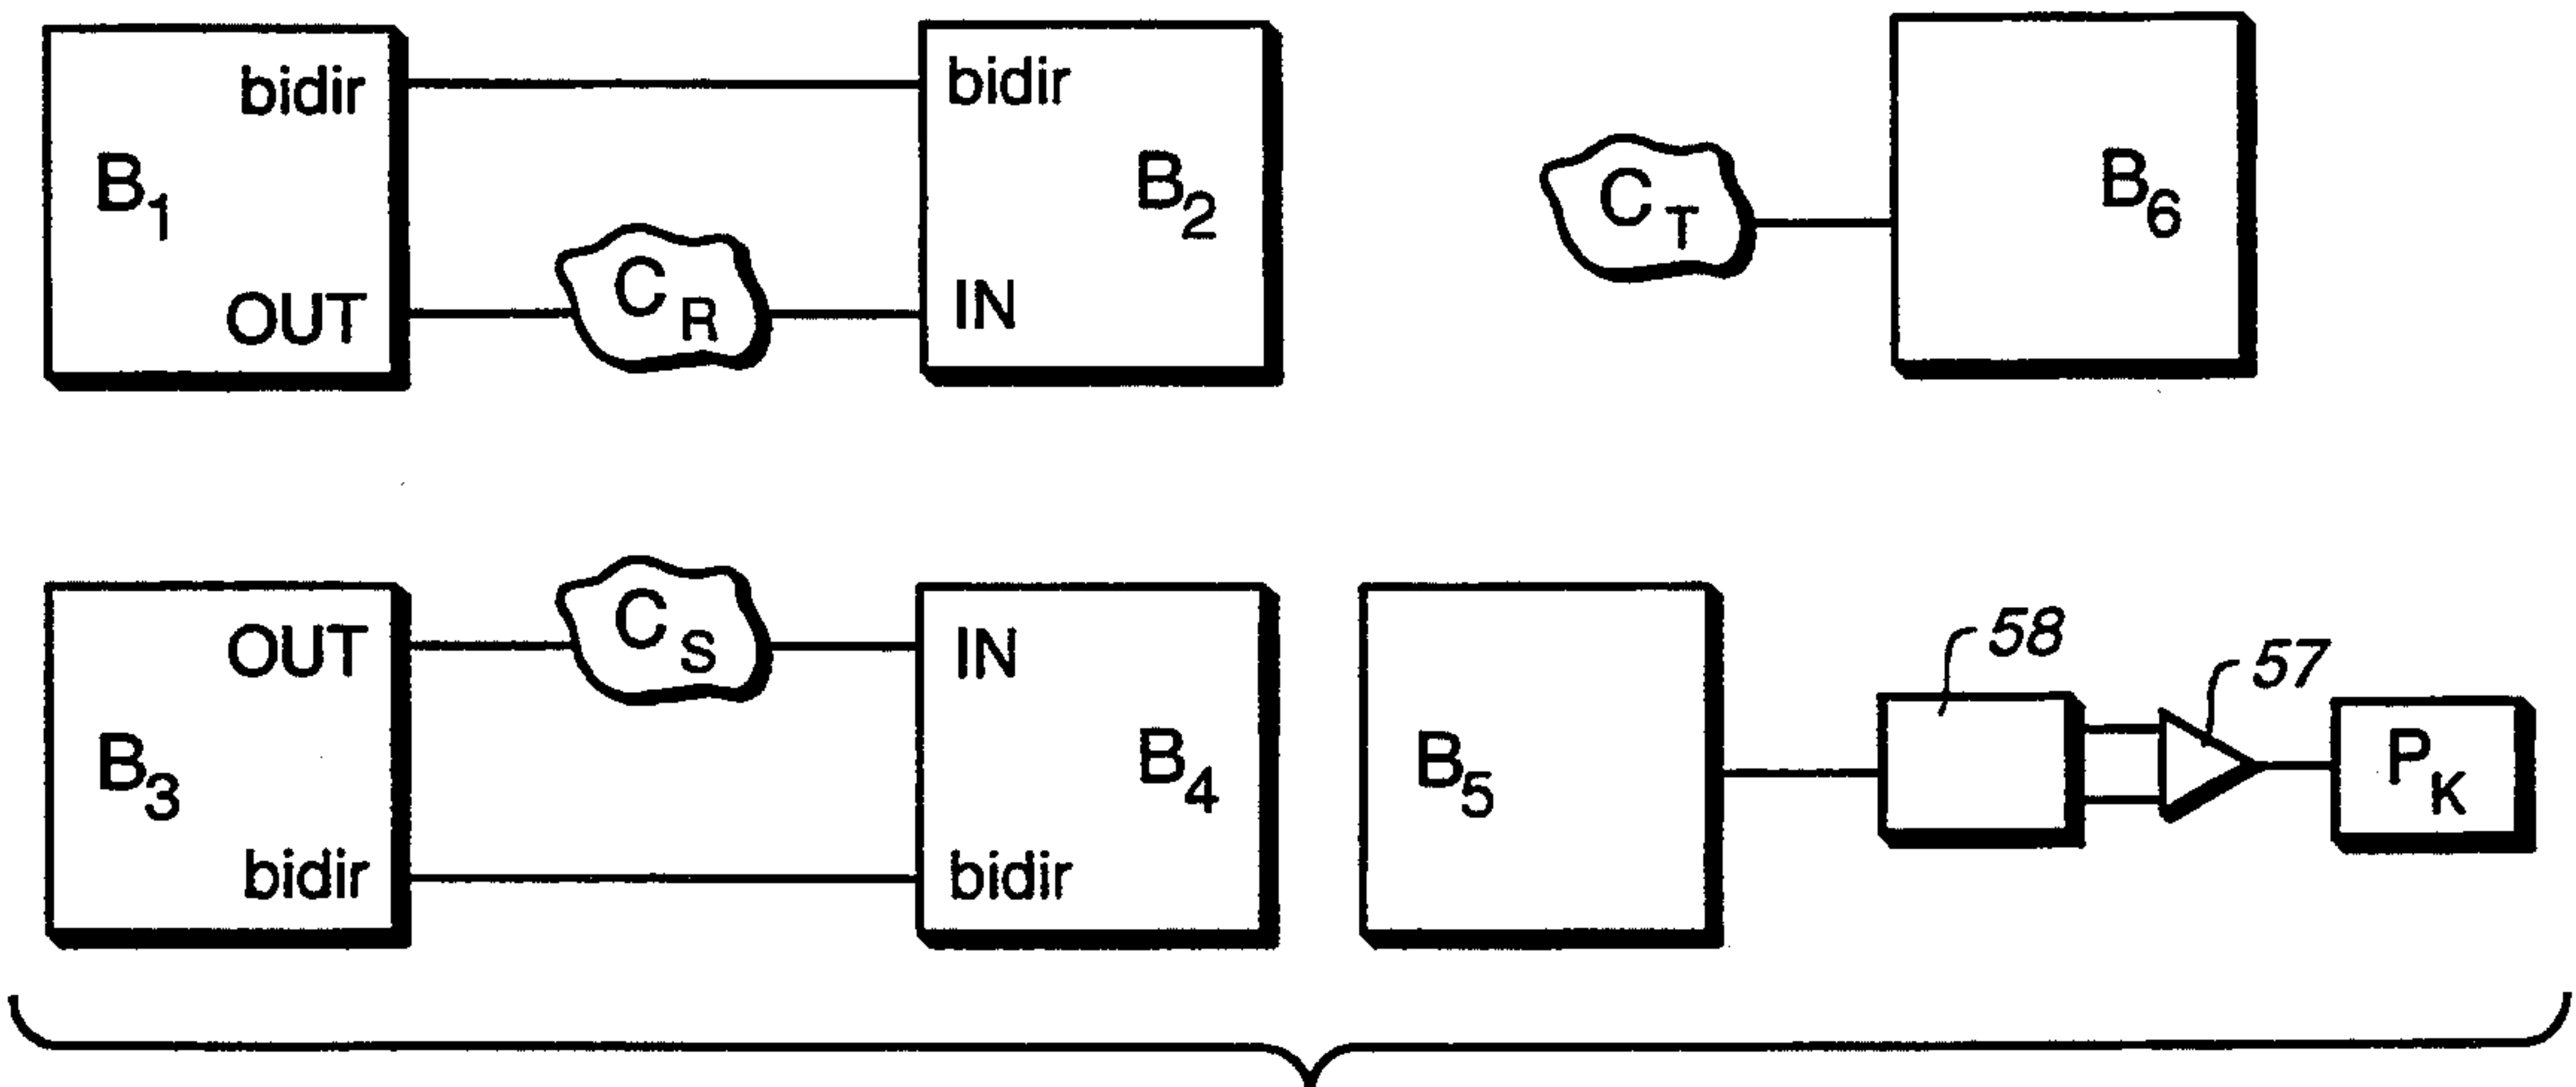 bidir
B1
OUT
CR
bidir
B2
IN
CT
B6
OUT
B3
bidir
CS
IN
B4
bidir
B5
58
57
PK